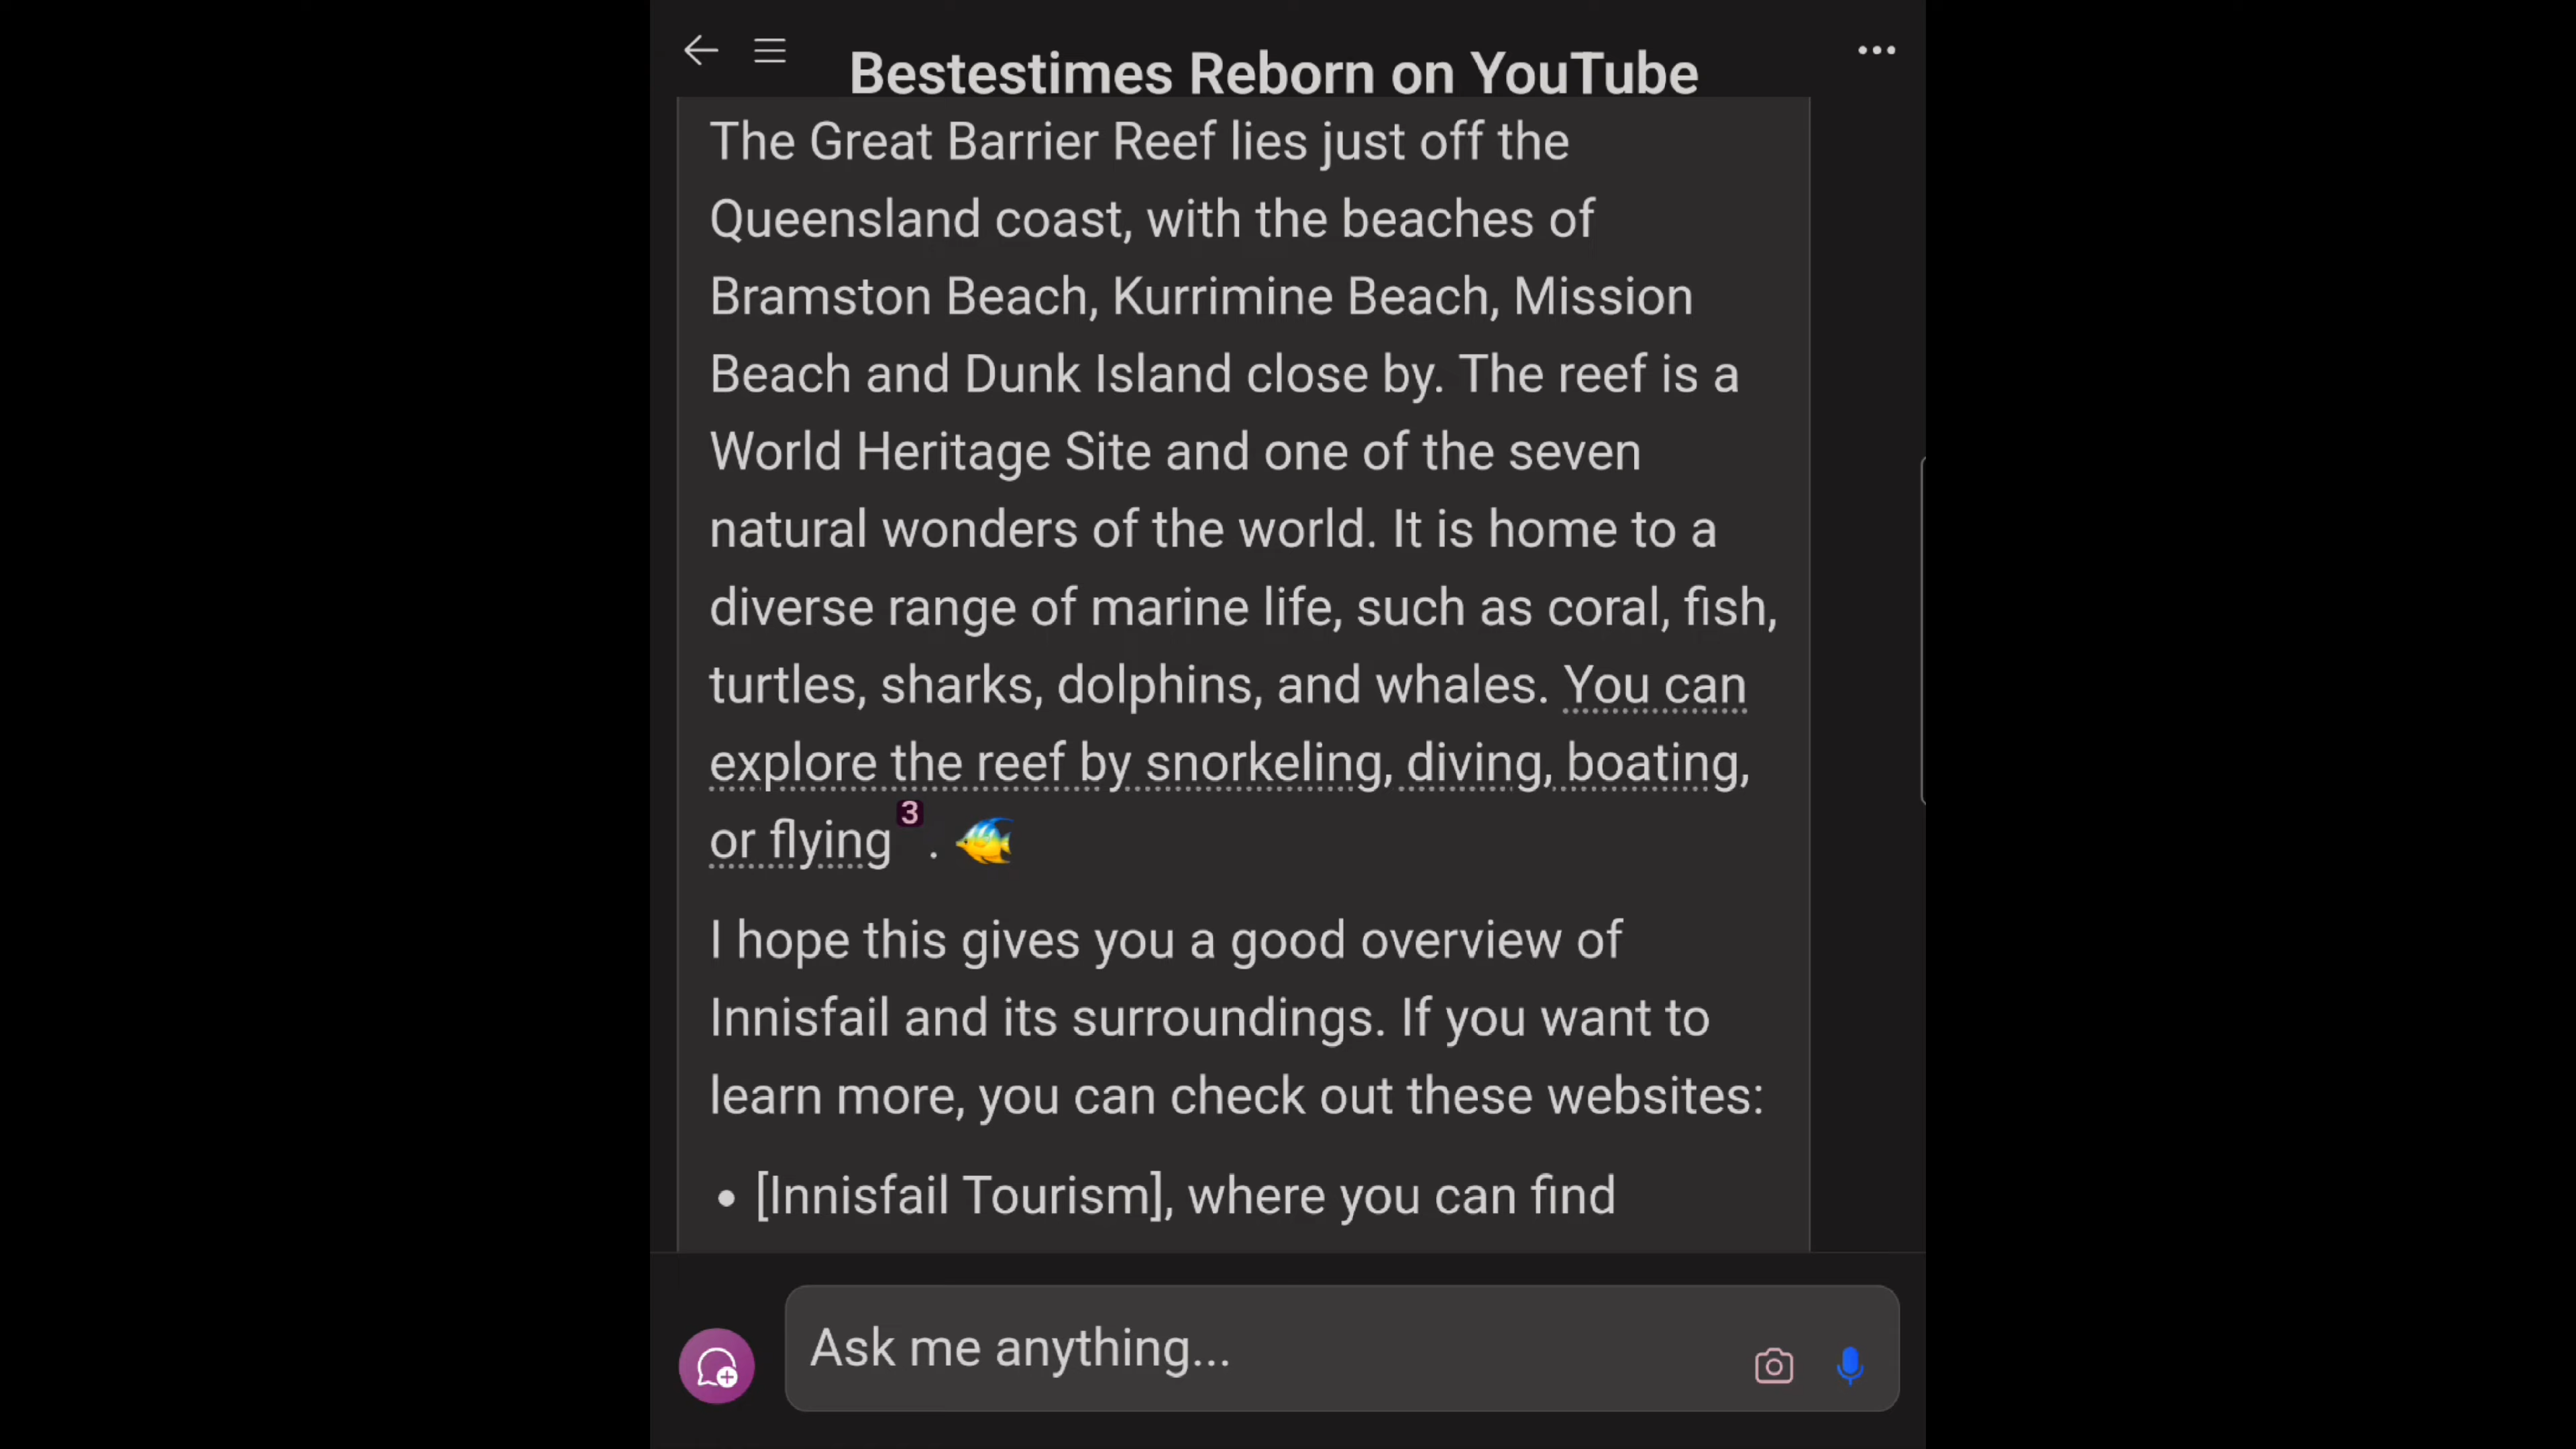 Bestestimes Reborn on YouTube
The Great Barrier Reef lies just off the
Queensland coast, with the beaches of
Bramston Beach, Kurrimine Beach, Mission
Beach and Dunk Island close by. The reef is a
World Heritage Site and one of the seven
natural wonders of the world. It is home to a
diverse range of marine life, such as coral, fish,
turtles, sharks, dolphins, and whales. You can
explore the reef by snorkeling, diving, boating,
or flying 3 .
I hope this gives you a good overview of
Innisfail and its surroundings. If you want to
learn more, you can check out these websites:
• [Innisfail Tourism], where you can find
Ask me anything...